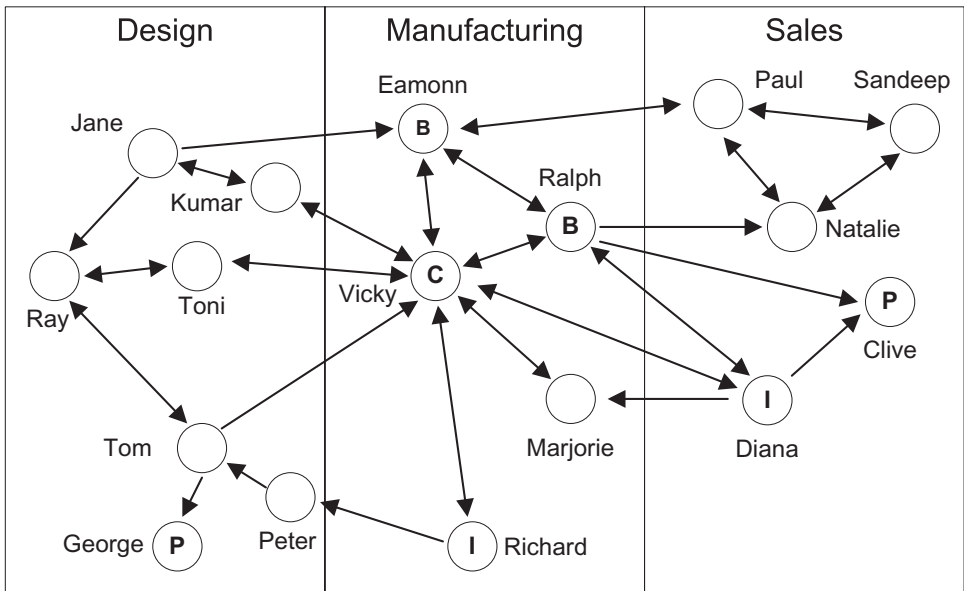 Design
Manufacturing
Sales
Eamonn
Paul
Sandeep
Jane
B
Ralph
Kumar
B
Natalie
Toni
Vicky
C
P
Ray
Clive
I
Tom
Marjorie
Diana
George
P
Peter
I
Richard